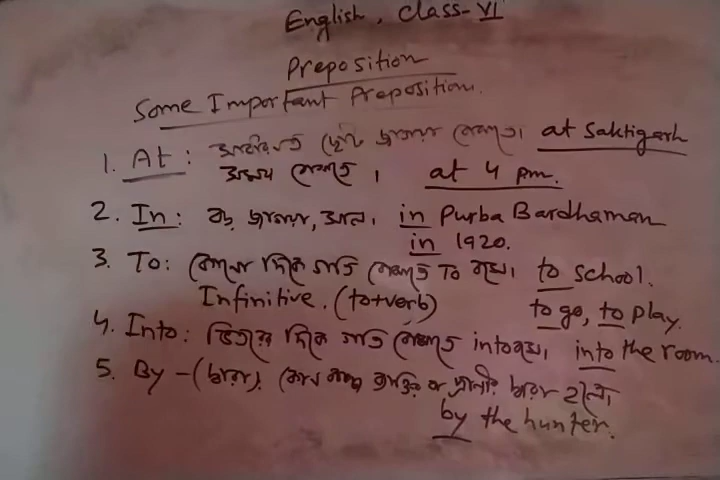 English, Class-VI
Preposition
Some Important Preposition.
1. At: ছোট জায়গা বোঝাতে। at Saktigarh
সময় বোঝাতে। at 4 pm.
2. In: বড় জায়গা, সাল। in Purba Bardhaman
in 1920.
3. To: কোনো দিকে গতি বোঝাতে To হয়। to school.
Infinitive. (to+verb) to go, to play.
4. Into: ভিতরের দিকে গতি বোঝাতে into হয়। into the room.
5. By - (দ্বারা). কোন কাজ ব্যক্তি বা প্রাণীর দ্বারা হলে,
by the hunter.